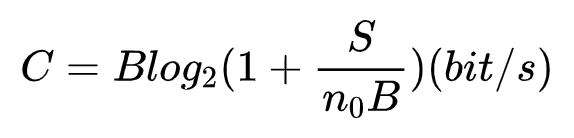 C = Blog₂(1 + S/(n₀B))(bit/s)